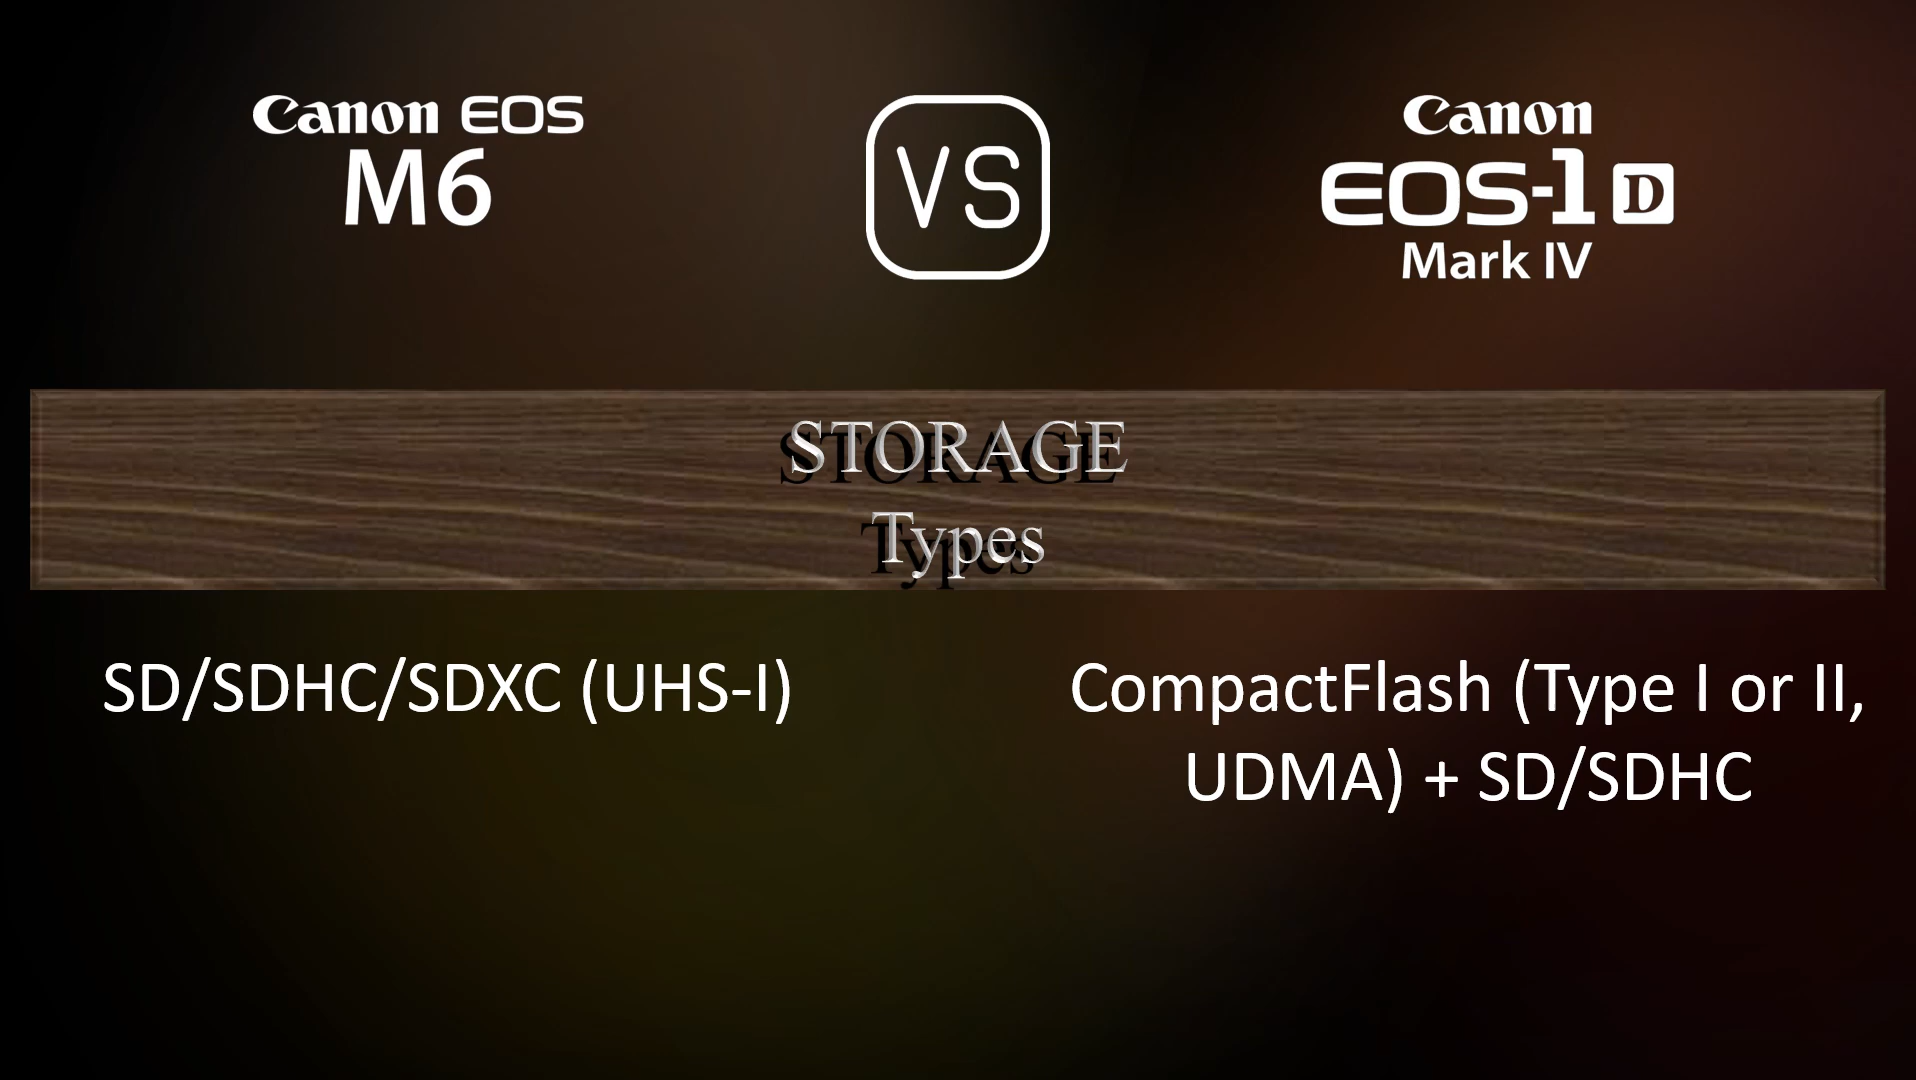 Canon EOS
M6
VS
Canon
EOS-1D
Mark IV
STORAGE
Types
SD/SDHC/SDXC (UHS-I)
CompactFlash (Type I or II,
UDMA) + SD/SDHC